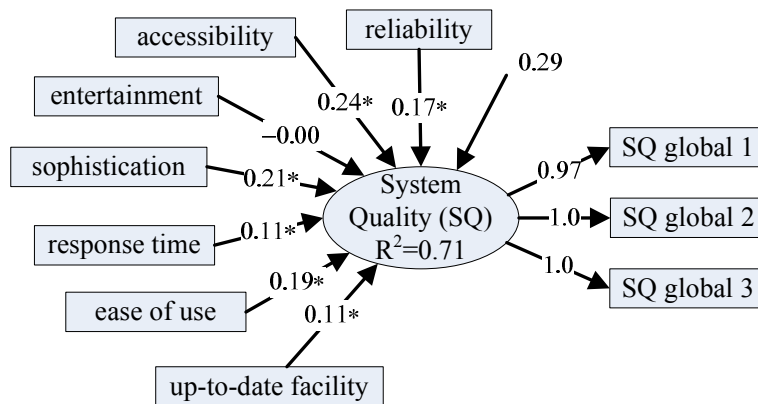 accessibility
reliability
0.29
entertainment
0.24*
0.17*
−0.00
SQ global 1
sophistication
0.21*
System
0.97
Quality (SQ)
1.0
SQ global 2
response time
0.11*
R²=0.71
1.0
0.19*
SQ global 3
ease of use
0.11*
up-to-date facility